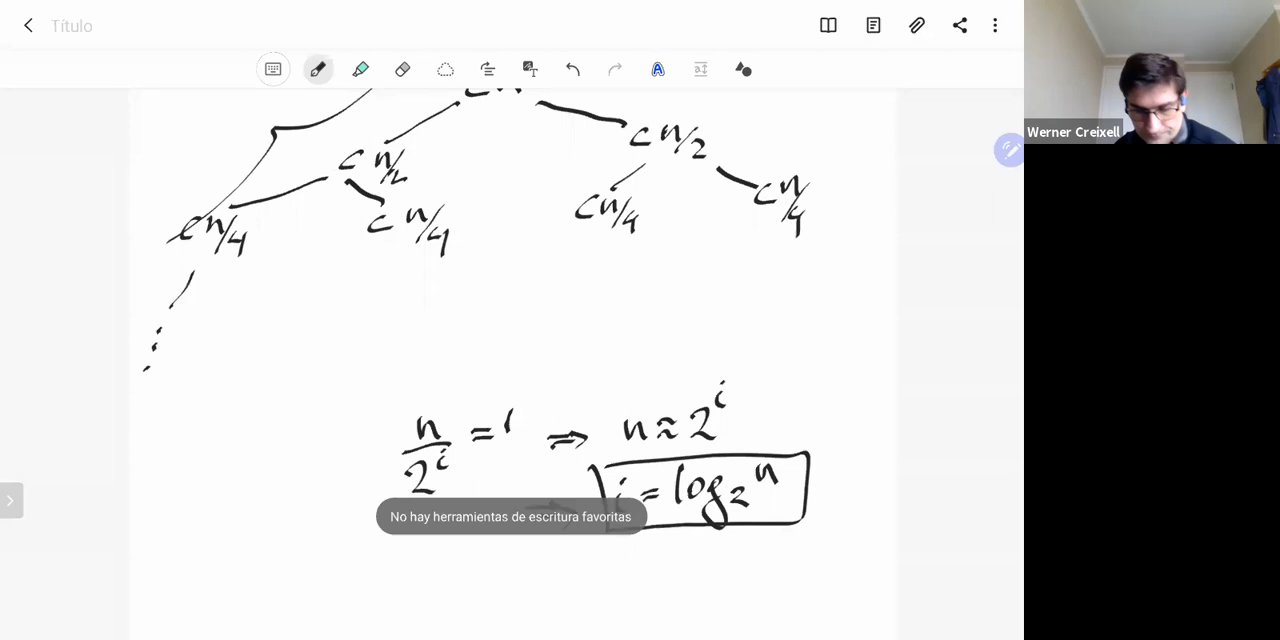 Título
cn
c n/2
c n/2
c n/4
c n/4
c n/4
c n/4
n/2^i = 1 ⇒ n ≈ 2^i
⇒ i = log₂ n
No hay herramientas de escritura favoritas
Werner Creixell